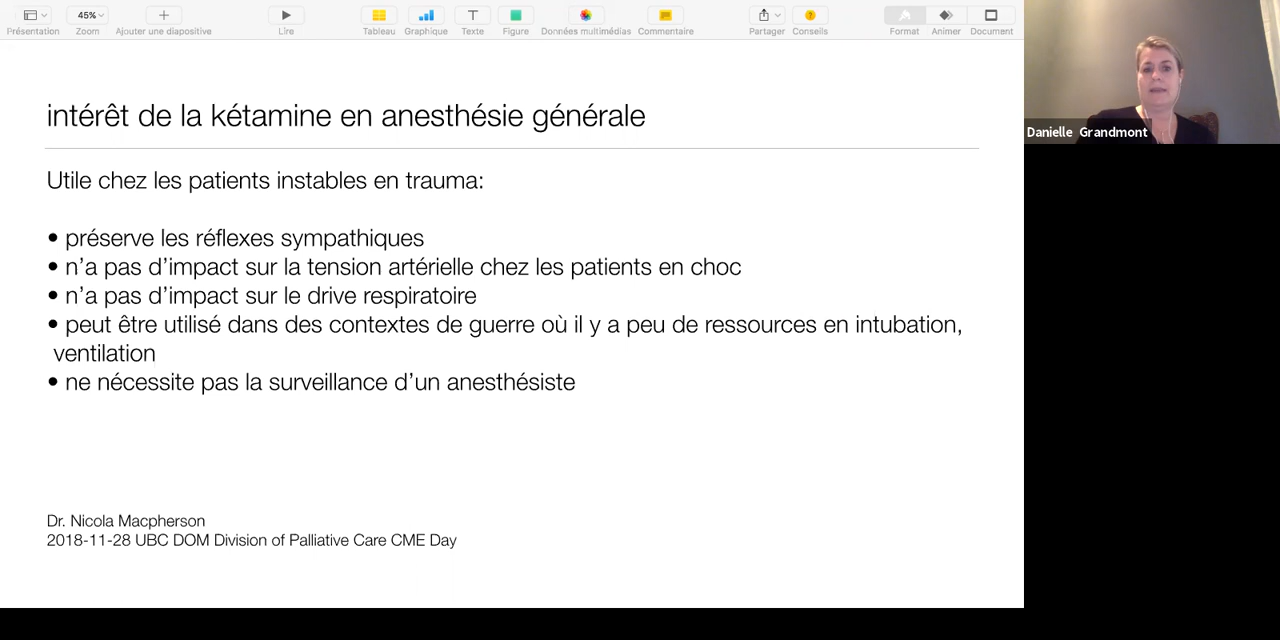 45%
Présentation
Zoom
Ajouter une diapositive
Lire
Tableau
Graphique
Texte
Figure
Données multimédias
Commentaire
Partager
Conseils
Format
Animer
Document
Danielle Grandmont
intérêt de la kétamine en anesthésie générale
Utile chez les patients instables en trauma:
• préserve les réflexes sympathiques
• n’a pas d’impact sur la tension artérielle chez les patients en choc
• n’a pas d’impact sur le drive respiratoire
• peut être utilisé dans des contextes de guerre où il y a peu de ressources en intubation,
ventilation
• ne nécessite pas la surveillance d’un anesthésiste
Dr. Nicola Macpherson
2018-11-28 UBC DOM Division of Palliative Care CME Day